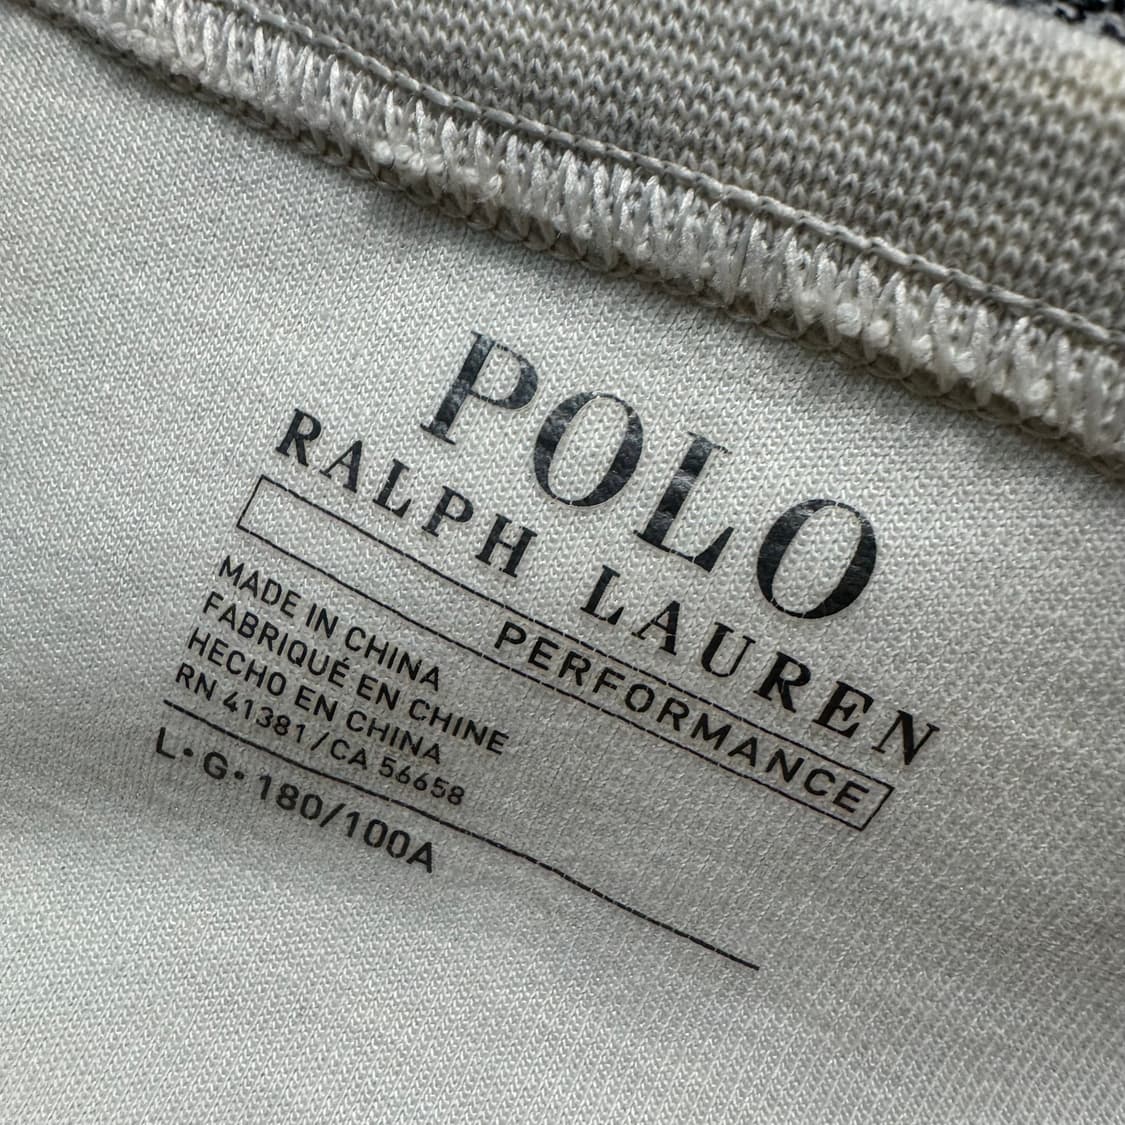 POLO
RALPH LAUREN
PERFORMANCE
MADE IN CHINA
FABRIQUÉ EN CHINE
HECHO EN CHINA
RN 41381/CA 56658
L•G•180/100A